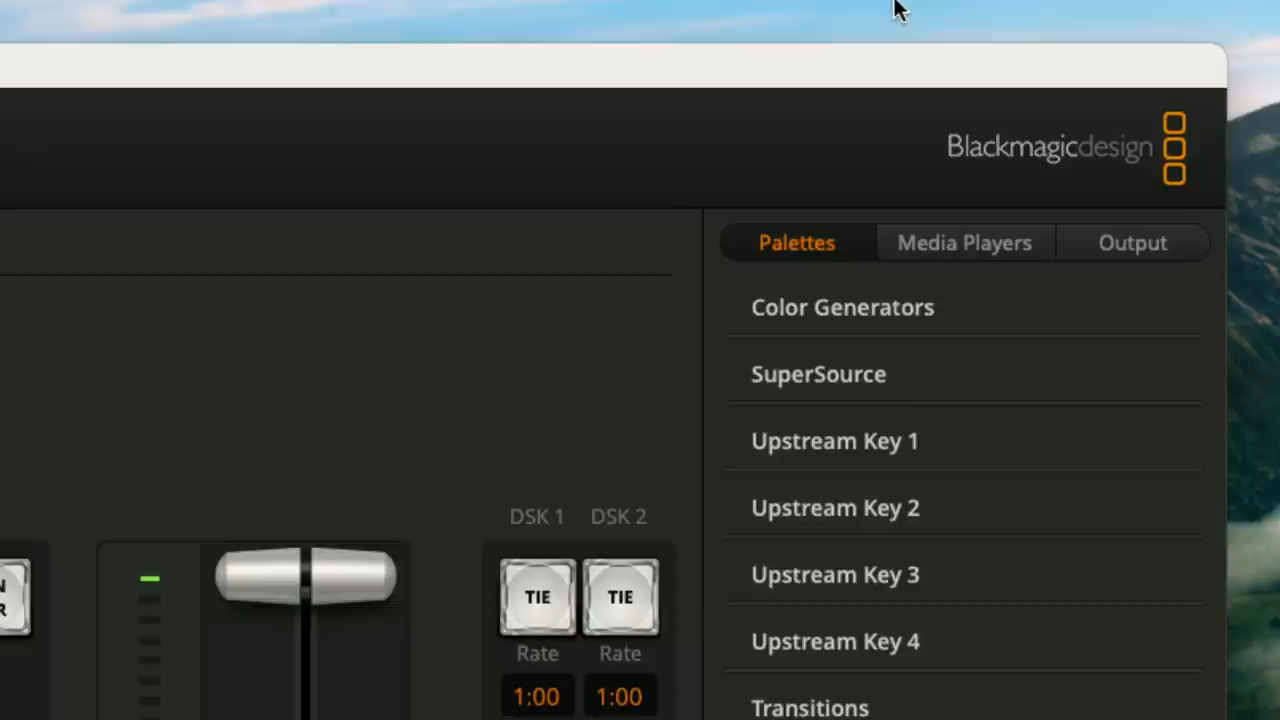 Blackmagicdesign
Palettes
Media Players
Output
Color Generators
SuperSource
Upstream Key 1
Upstream Key 2
Upstream Key 3
Upstream Key 4
Transitions
DSK 1
DSK 2
TIE
TIE
Rate
Rate
1:00
1:00